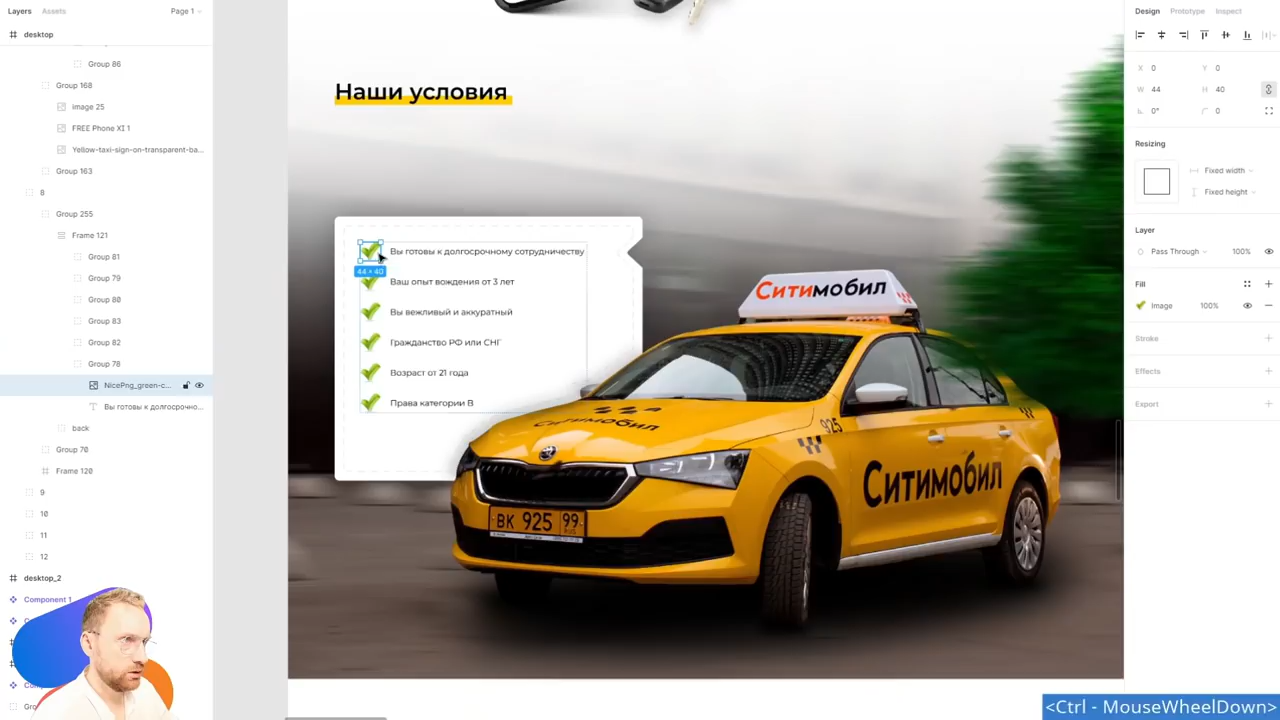 Layers Assets Page 1
desktop
Group 86
Group 168
image 25
FREE Phone XI 1
Yellow-taxi-sign-on-transparent-ba...
Group 163
8
Group 255
Frame 121
Group 81
Group 79
Group 80
Group 83
Group 82
Group 78
NicePng_green-c...
Вы готовы к долгосрочно...
back
Group 70
Frame 120
9
10
11
12
desktop_2
Component 1
Наши условия
Вы готовы к долгосрочному сотрудничеству
44 × 40
Ваш опыт вождения от 3 лет
Вы вежливый и аккуратный
Гражданство РФ или СНГ
Возраст от 21 года
Права категории В
Ситимобил
Ситимобил
925
Ситимобил
ВК 925 99
Design Prototype Inspect
X 0 Y 0
W 44 H 40
0° 0
Resizing
Fixed width
Fixed height
Layer
Pass Through 100%
Fill
Image 100%
Stroke
Effects
Export
<Ctrl - MouseWheelDown>